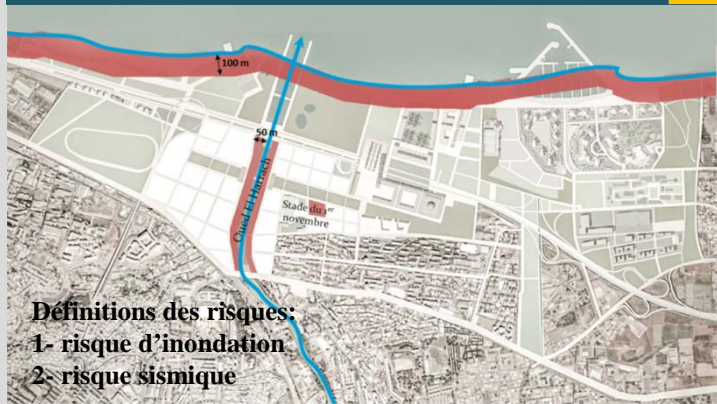 100 m
50 m
Oued El Harrach
Stade du 1er
novembre
Définitions des risques:
1- risque d’inondation
2- risque sismique